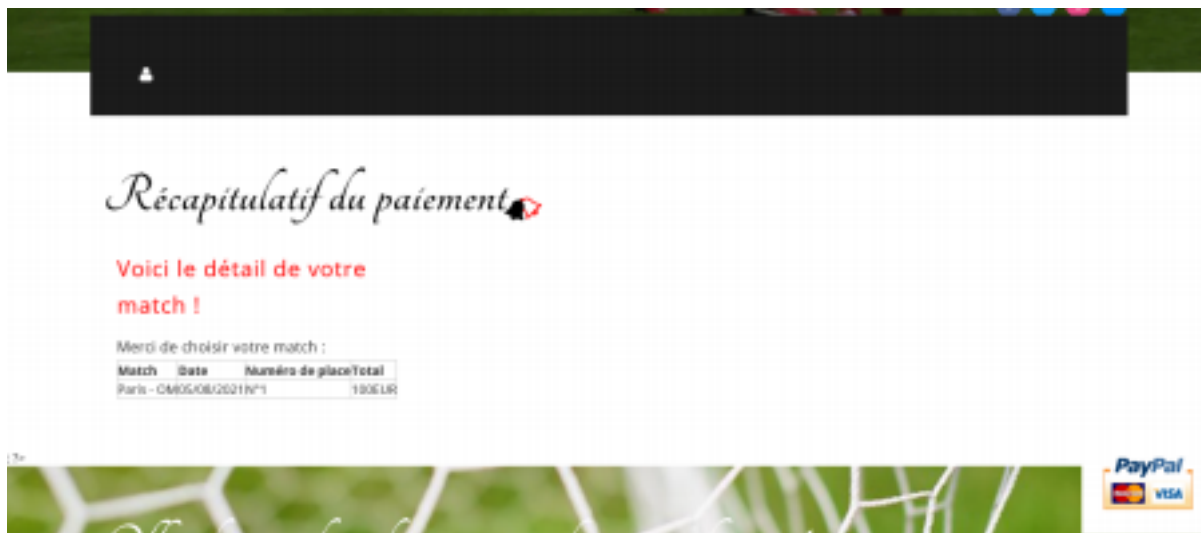 Récapitulatif du paiement
Voici le détail de votre
match !
Merci de choisir votre match :
Match Date Numéro de place Total
Paris - OM 05/08/2021 N°1 100EUR
PayPal
VISA